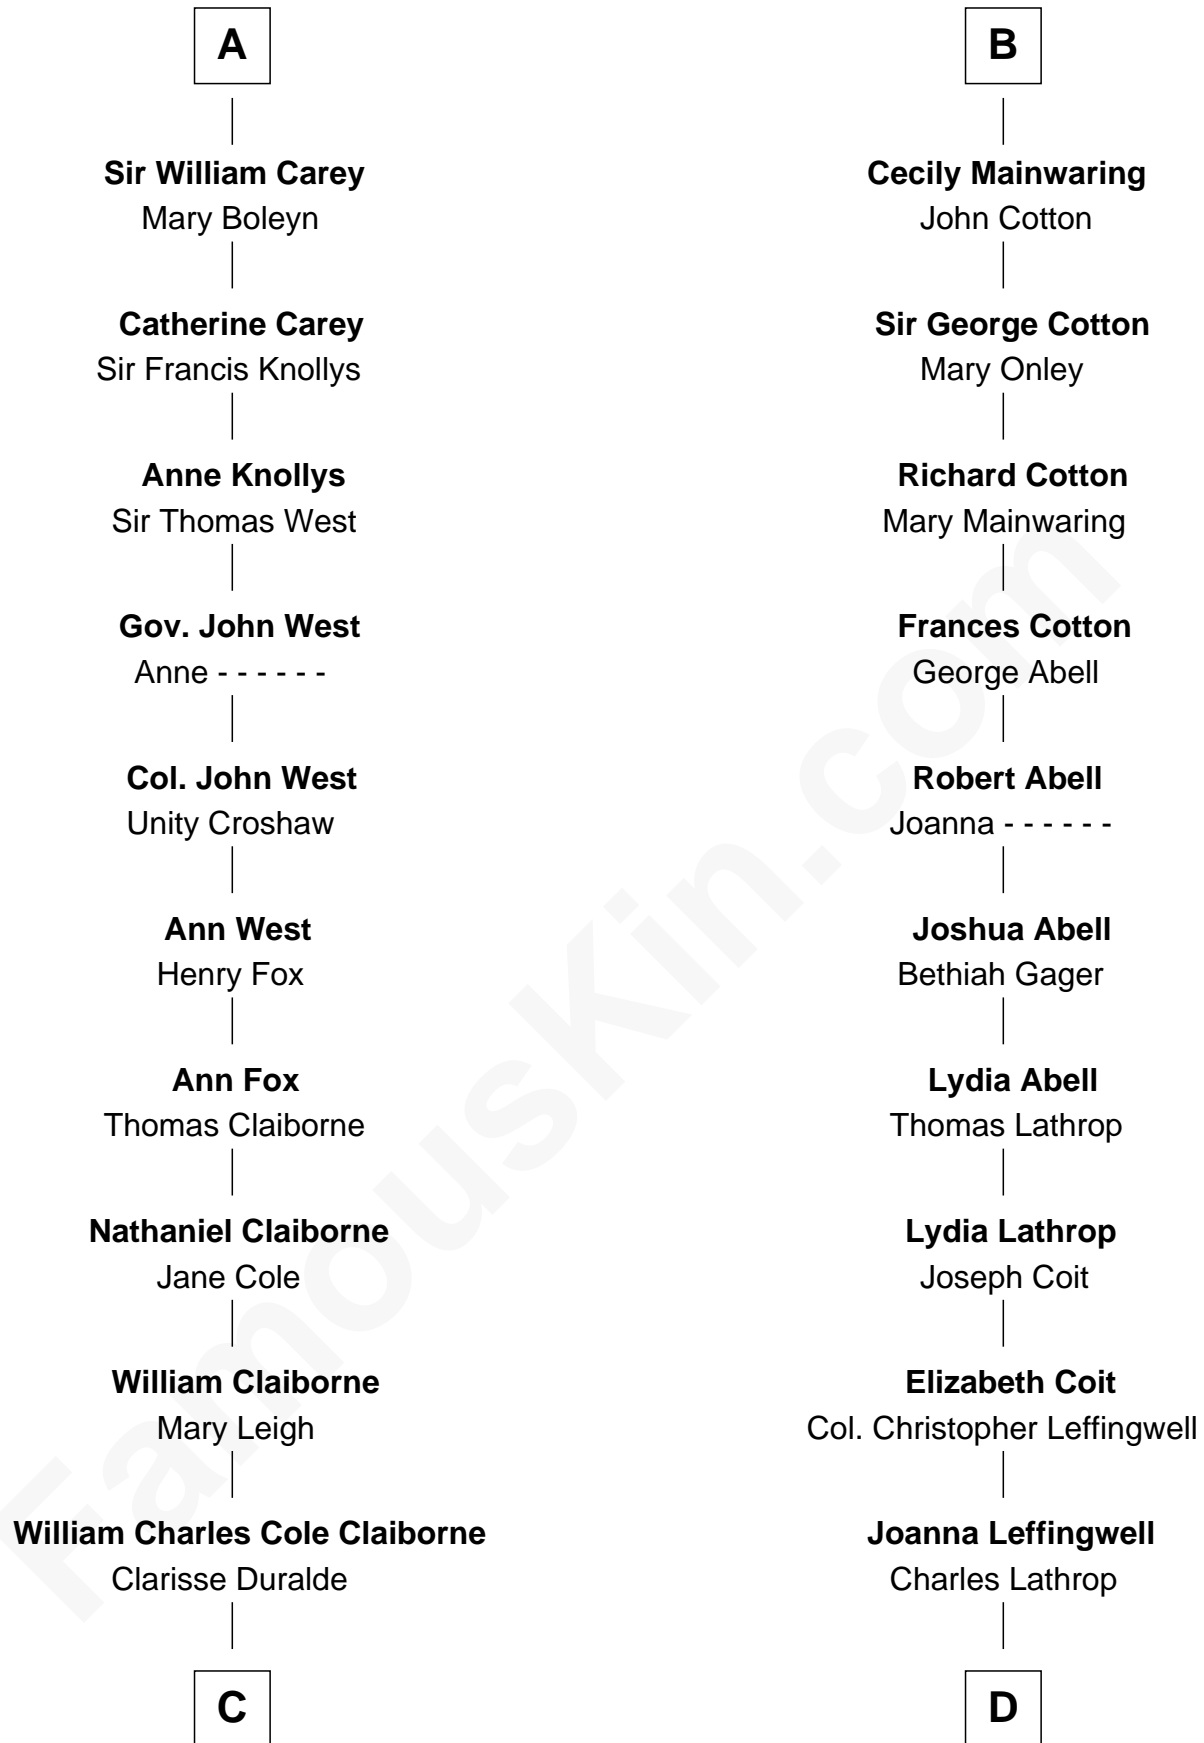 A
Sir William Carey
Mary Boleyn
Catherine Carey
Sir Francis Knollys
Anne Knollys
Sir Thomas West
Gov. John West
Anne - - - - - -
Col. John West
Unity Croshaw
Ann West
Henry Fox
Ann Fox
Thomas Claiborne
Nathaniel Claiborne
Jane Cole
William Claiborne
Mary Leigh
William Charles Cole Claiborne
Clarisse Duralde
C
B
Cecily Mainwaring
John Cotton
Sir George Cotton
Mary Onley
Richard Cotton
Mary Mainwaring
Frances Cotton
George Abell
Robert Abell
Joanna - - - - - -
Joshua Abell
Bethiah Gager
Lydia Abell
Thomas Lathrop
Lydia Lathrop
Joseph Coit
Elizabeth Coit
Col. Christopher Leffingwell
Joanna Leffingwell
Charles Lathrop
D
FamousKin.com